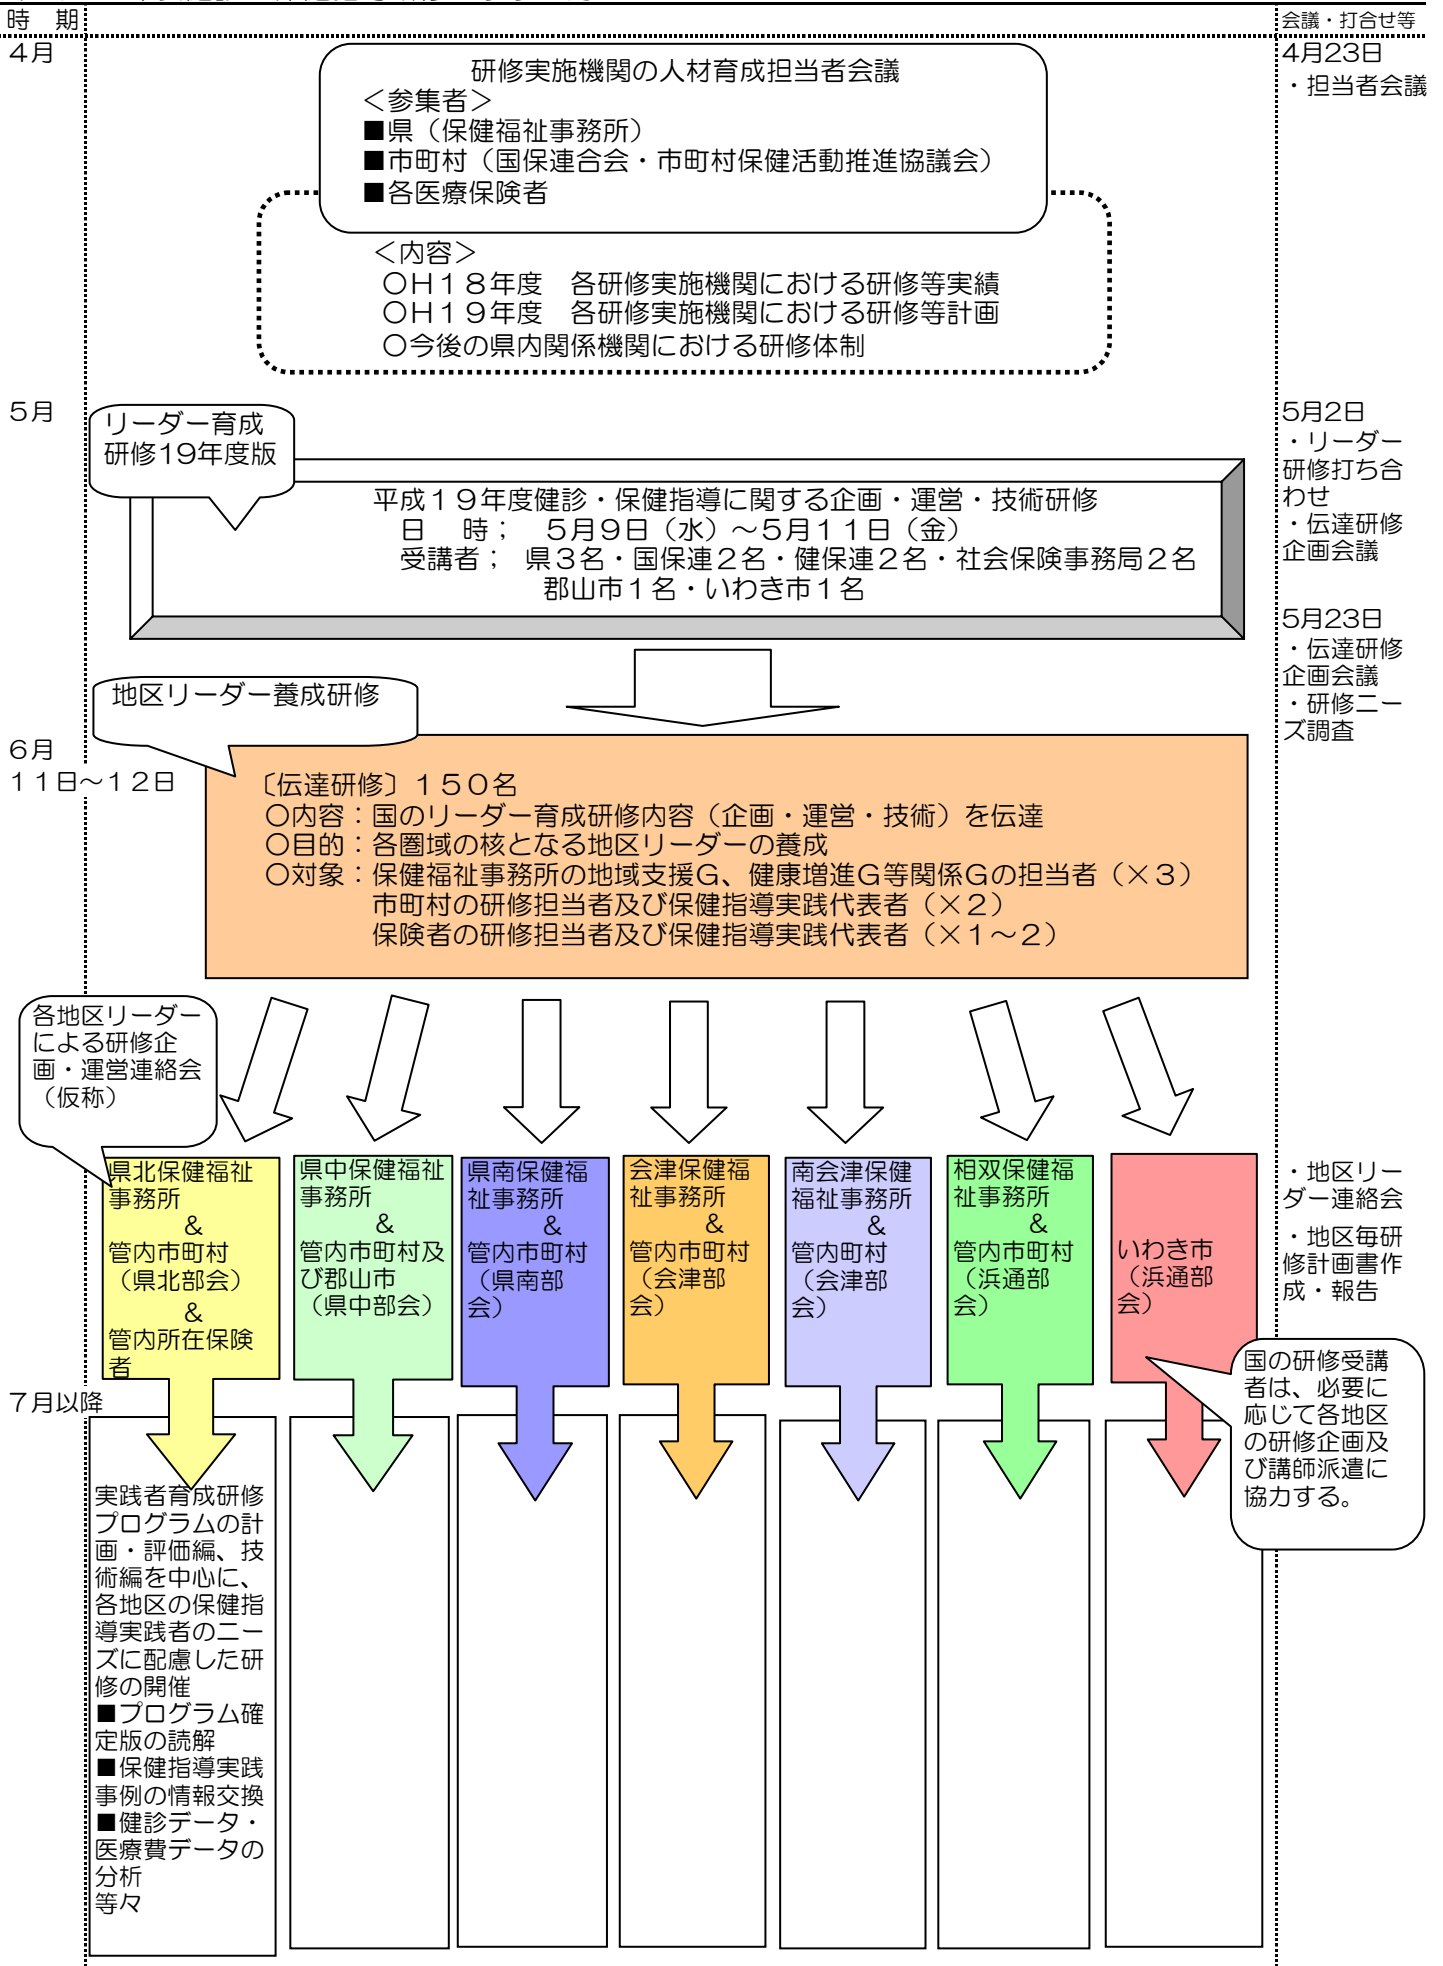 時　期
会議・打合せ等
４月
研修実施機関の人材育成担当者会議
＜参集者＞
■県（保健福祉事務所）
■市町村（国保連合会・市町村保健活動推進協議会）
■各医療保険者
＜内容＞
○Ｈ１８年度　各研修実施機関における研修等実績
○Ｈ１９年度　各研修実施機関における研修等計画
○今後の県内関係機関における研修体制
4月23日
・担当者会議
５月
リーダー育成
研修19年度版
平成１９年度健診・保健指導に関する企画・運営・技術研修
日　時；　５月９日（水）～５月１１日（金）
受講者；　県３名・国保連２名・健保連２名・社会保険事務局２名
郡山市１名・いわき市１名
5月2日
・リーダー
研修打ち合
わせ
・伝達研修
企画会議
5月23日
・伝達研修
企画会議
・研修ニー
ズ調査
地区リーダー養成研修
６月
１１日～１２日
〔伝達研修〕１５０名
○内容：国のリーダー育成研修内容（企画・運営・技術）を伝達
○目的：各圏域の核となる地区リーダーの養成
○対象：保健福祉事務所の地域支援Ｇ、健康増進Ｇ等関係Ｇの担当者（×３）
市町村の研修担当者及び保健指導実践代表者（×２）
保険者の研修担当者及び保健指導実践代表者（×１～２）
各地区リーダー
による研修企
画・運営連絡会
（仮称）
県北保健福祉
事務所
＆
管内市町村
（県北部会）
＆
管内所在保険
者
県中保健福祉
事務所
＆
管内市町村及
び郡山市
（県中部会）
県南保健福
祉事務所
＆
管内市町村
（県南部
会）
会津保健福
祉事務所
＆
管内市町村
（会津部
会）
南会津保健
福祉事務所
＆
管内町村
（会津部
会）
相双保健福
祉事務所
＆
管内市町村
（浜通部
会）
いわき市
（浜通部
会）
・地区リー
ダー連絡会
・地区毎研
修計画書作
成・報告
国の研修受講
者は、必要に
応じて各地区
の研修企画及
び講師派遣に
協力する。
７月以降
実践者育成研修
プログラムの計
画・評価編、技
術編を中心に、
各地区の保健指
導実践者のニー
ズに配慮した研
修の開催
■プログラム確
定版の読解
■保健指導実践
事例の情報交換
■健診データ・
医療費データの
分析
等々